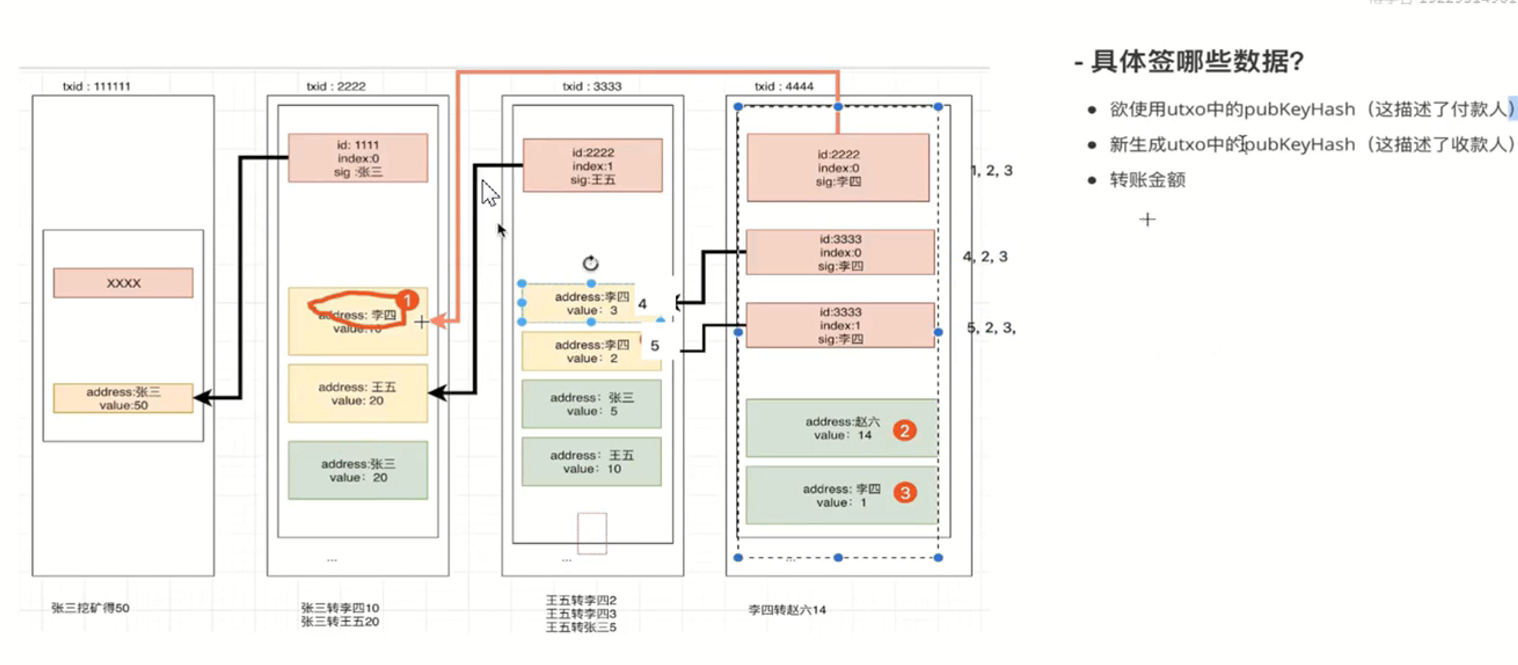 txid : 111111
XXXX
address:张三
value:50
张三挖矿得50
txid : 2222
id: 1111
index:0
sig :张三
1
address: 李四
value:10
address: 王五
value: 20
address:张三
value: 20
...
张三转李四10
张三转王五20
txid : 3333
id:2222
index:1
sig:王五
address:李四
value: 3
4
address:李四
value: 2
5
address: 张三
value: 5
address: 王五
value: 10
...
王五转李四2
王五转李四3
王五转张三5
txid : 4444
id:2222
index:0
sig:李四
1, 2, 3
id:3333
index:0
sig:李四
4, 2, 3
id:3333
index:1
sig:李四
5, 2, 3,
address:赵六
value: 14
2
address: 李四
value: 1
3
...
李四转赵六14
- 具体签哪些数据?
● 欲使用utxo中的pubKeyHash（这描述了付款人）
● 新生成utxo中的pubKeyHash（这描述了收款人）
● 转账金额